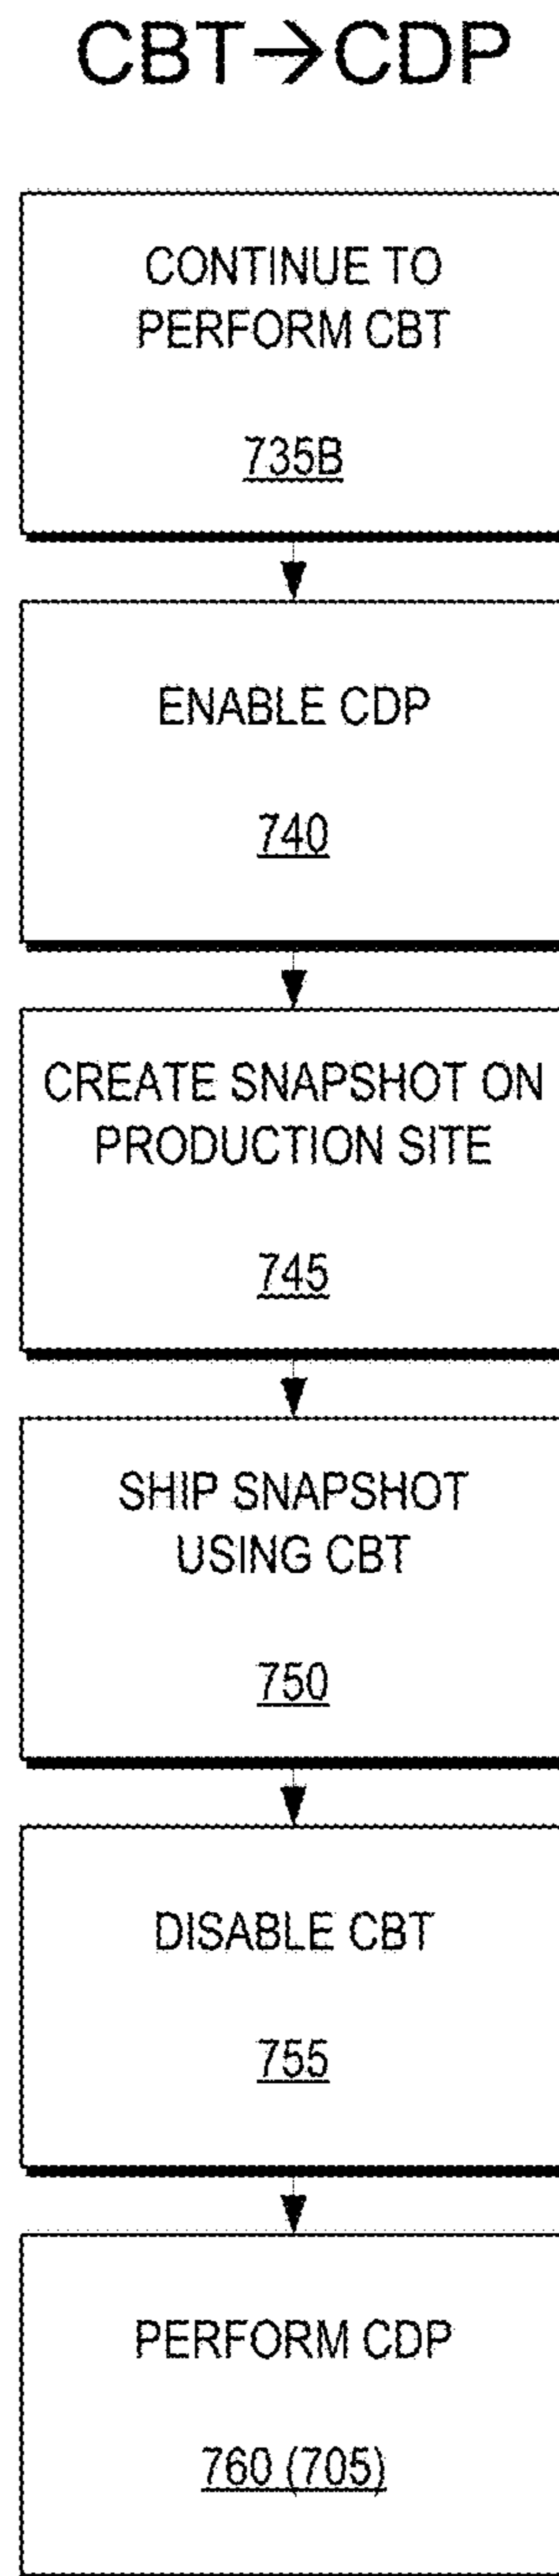 CBT→CDP
CONTINUE TO
PERFORM CBT
735B
ENABLE CDP
740
CREATE SNAPSHOT ON
PRODUCTION SITE
745
SHIP SNAPSHOT
USING CBT
750
DISABLE CBT
755
PERFORM CDP
760 (705)